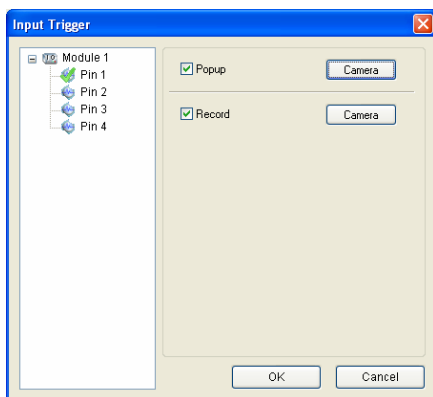 Input Trigger
Module 1
Pin 1
Pin 2
Pin 3
Pin 4
Popup Camera
Record Camera
OK Cancel